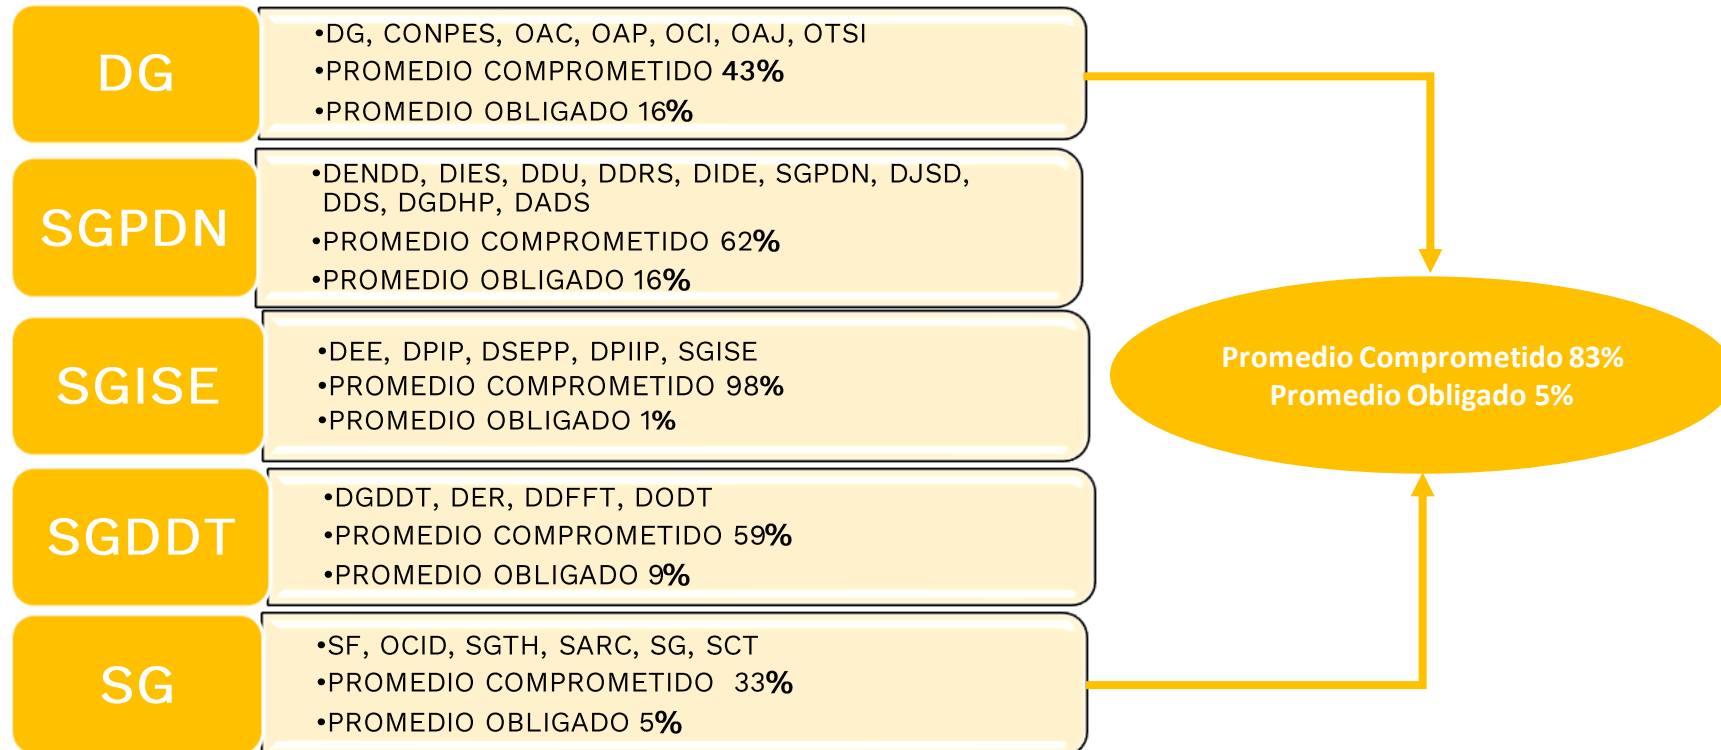 DG
•DG, CONPES, OAC, OAP, OCI, OAJ, OTSI
•PROMEDIO COMPROMETIDO 43%
•PROMEDIO OBLIGADO 16%
SGPDN
•DENDD, DIES, DDU, DDRS, DIDE, SGPDN, DJSD,
DDS, DGDHP, DADS
•PROMEDIO COMPROMETIDO 62%
•PROMEDIO OBLIGADO 16%
SGISE
•DEE, DPIP, DSEPP, DPIIP, SGISE
•PROMEDIO COMPROMETIDO 98%
•PROMEDIO OBLIGADO 1%
SGDDT
•DGDDT, DER, DDFFT, DODT
•PROMEDIO COMPROMETIDO 59%
•PROMEDIO OBLIGADO 9%
SG
•SF, OCID, SGTH, SARC, SG, SCT
•PROMEDIO COMPROMETIDO 33%
•PROMEDIO OBLIGADO 5%
Promedio Comprometido 83%
Promedio Obligado 5%